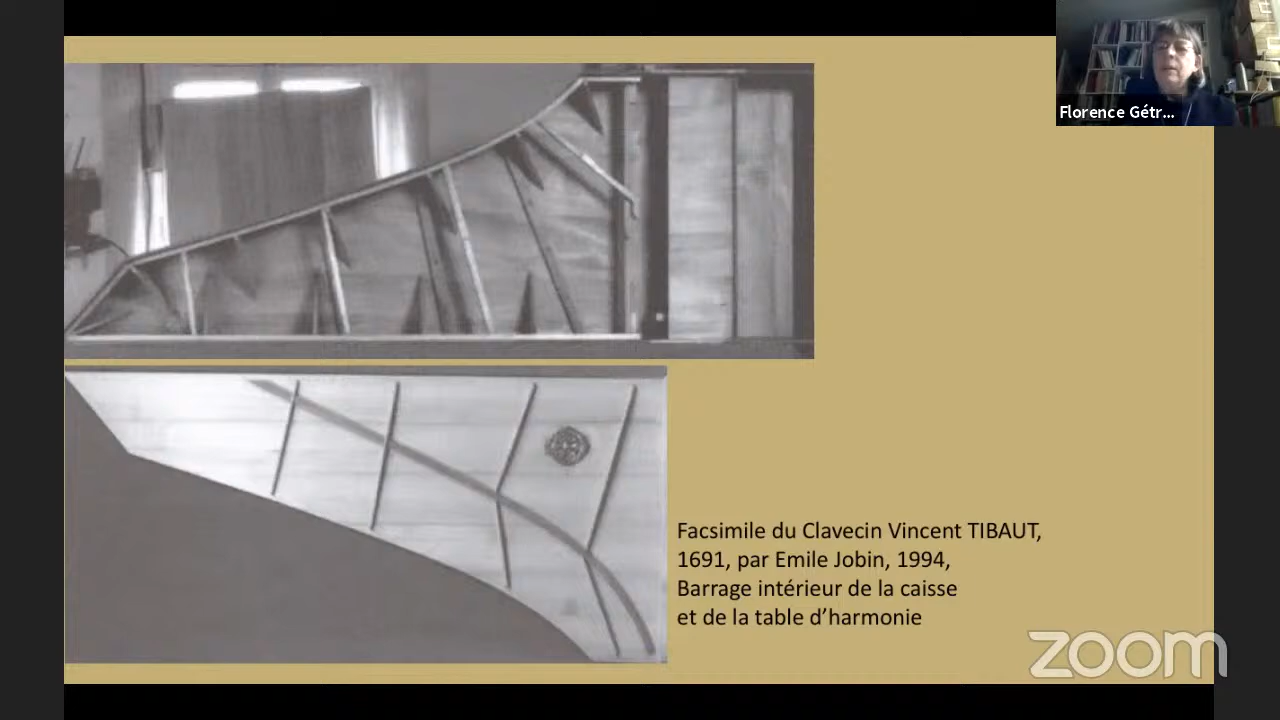 Florence Gétr...
Facsimile du Clavecin Vincent TIBAUT,
1691, par Emile Jobin, 1994,
Barrage intérieur de la caisse
et de la table d’harmonie
zoom